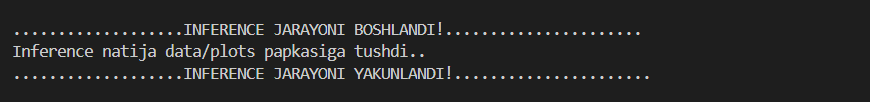 ...................INFERENCE JARAYONI BOSHLANDI!......................
Inference natija data/plots papkasiga tushdi..
...................INFERENCE JARAYONI YAKUNLANDI!......................